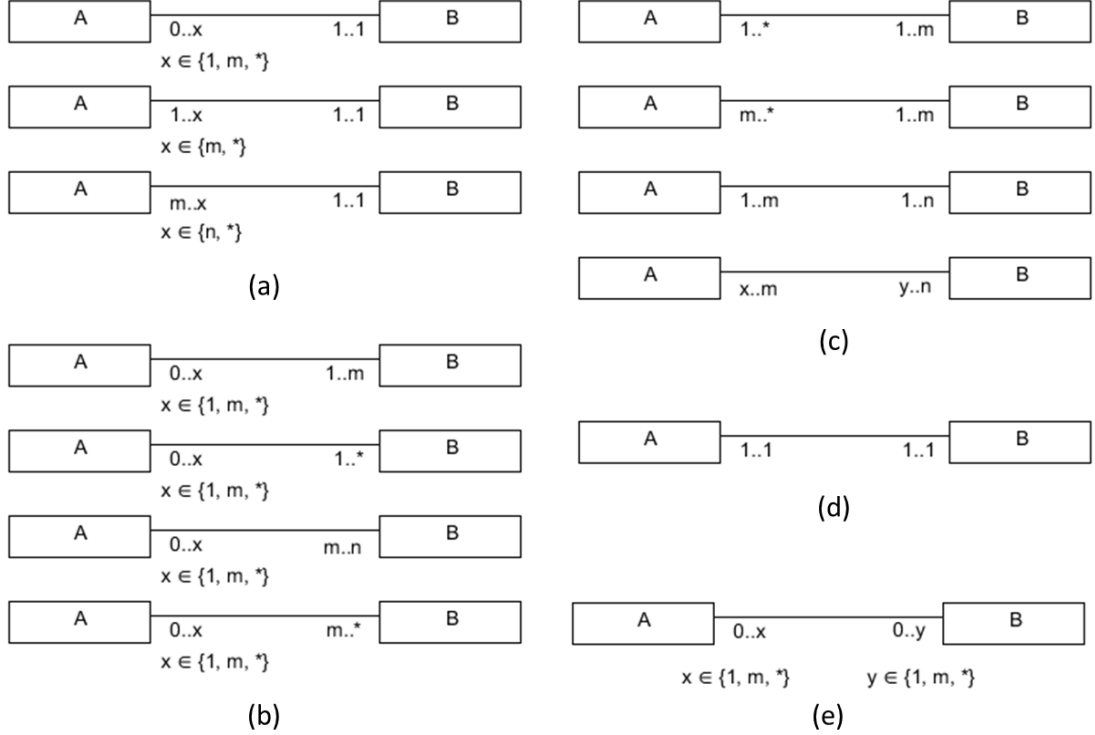 A B
0..x 1..1
x ∈ {1, m, *}
A B
1..x 1..1
x ∈ {m, *}
A B
m..x 1..1
x ∈ {n, *}
(a)
A B
0..x 1..m
x ∈ {1, m, *}
A B
0..x 1..*
x ∈ {1, m, *}
A B
0..x m..n
x ∈ {1, m, *}
A B
0..x m..*
x ∈ {1, m, *}
(b)
A B
1..* 1..m
A B
m..* 1..m
A B
1..m 1..n
A B
x..m y..n
(c)
A B
1..1 1..1
(d)
A B
0..x 0..y
x ∈ {1, m, *} y ∈ {1, m, *}
(e)